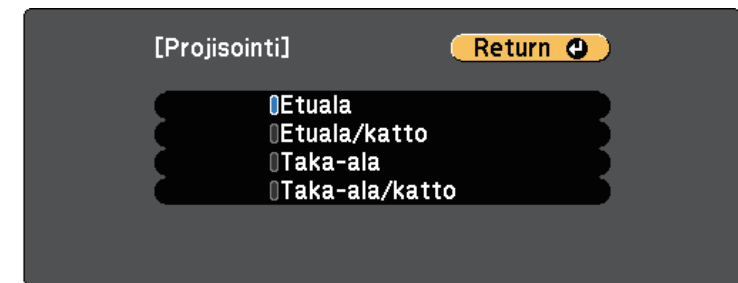 [Projisointi] Return
Etuala
Etuala/katto
Taka-ala
Taka-ala/katto